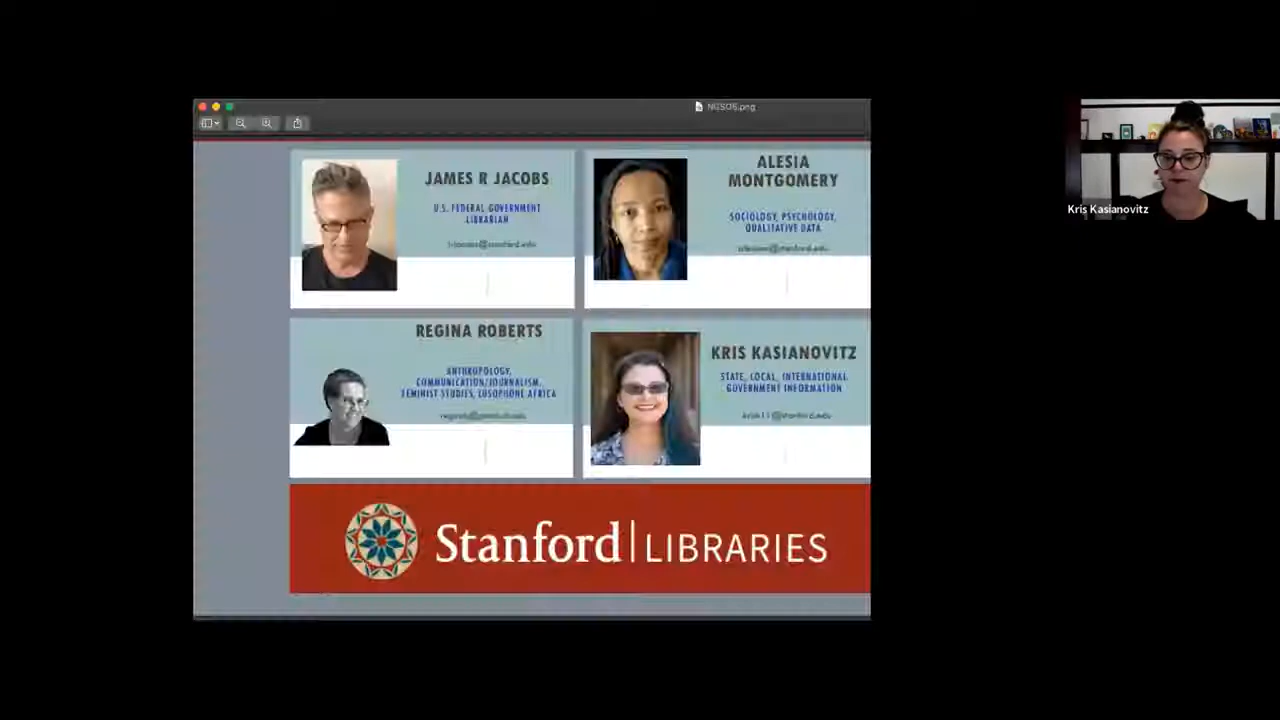 NGSO6.png
JAMES R JACOBS
U.S. FEDERAL GOVERNMENT
LIBRARIAN
ALESIA
MONTGOMERY
SOCIOLOGY, PSYCHOLOGY,
QUALITATIVE DATA
REGINA ROBERTS
ANTHROPOLOGY,
COMMUNICATION/JOURNALISM,
FEMINIST STUDIES, LUSOPHONE AFRICA
KRIS KASIANOVITZ
STATE, LOCAL, INTERNATIONAL
GOVERNMENT INFORMATION
Stanford | LIBRARIES
Kris Kasianovitz